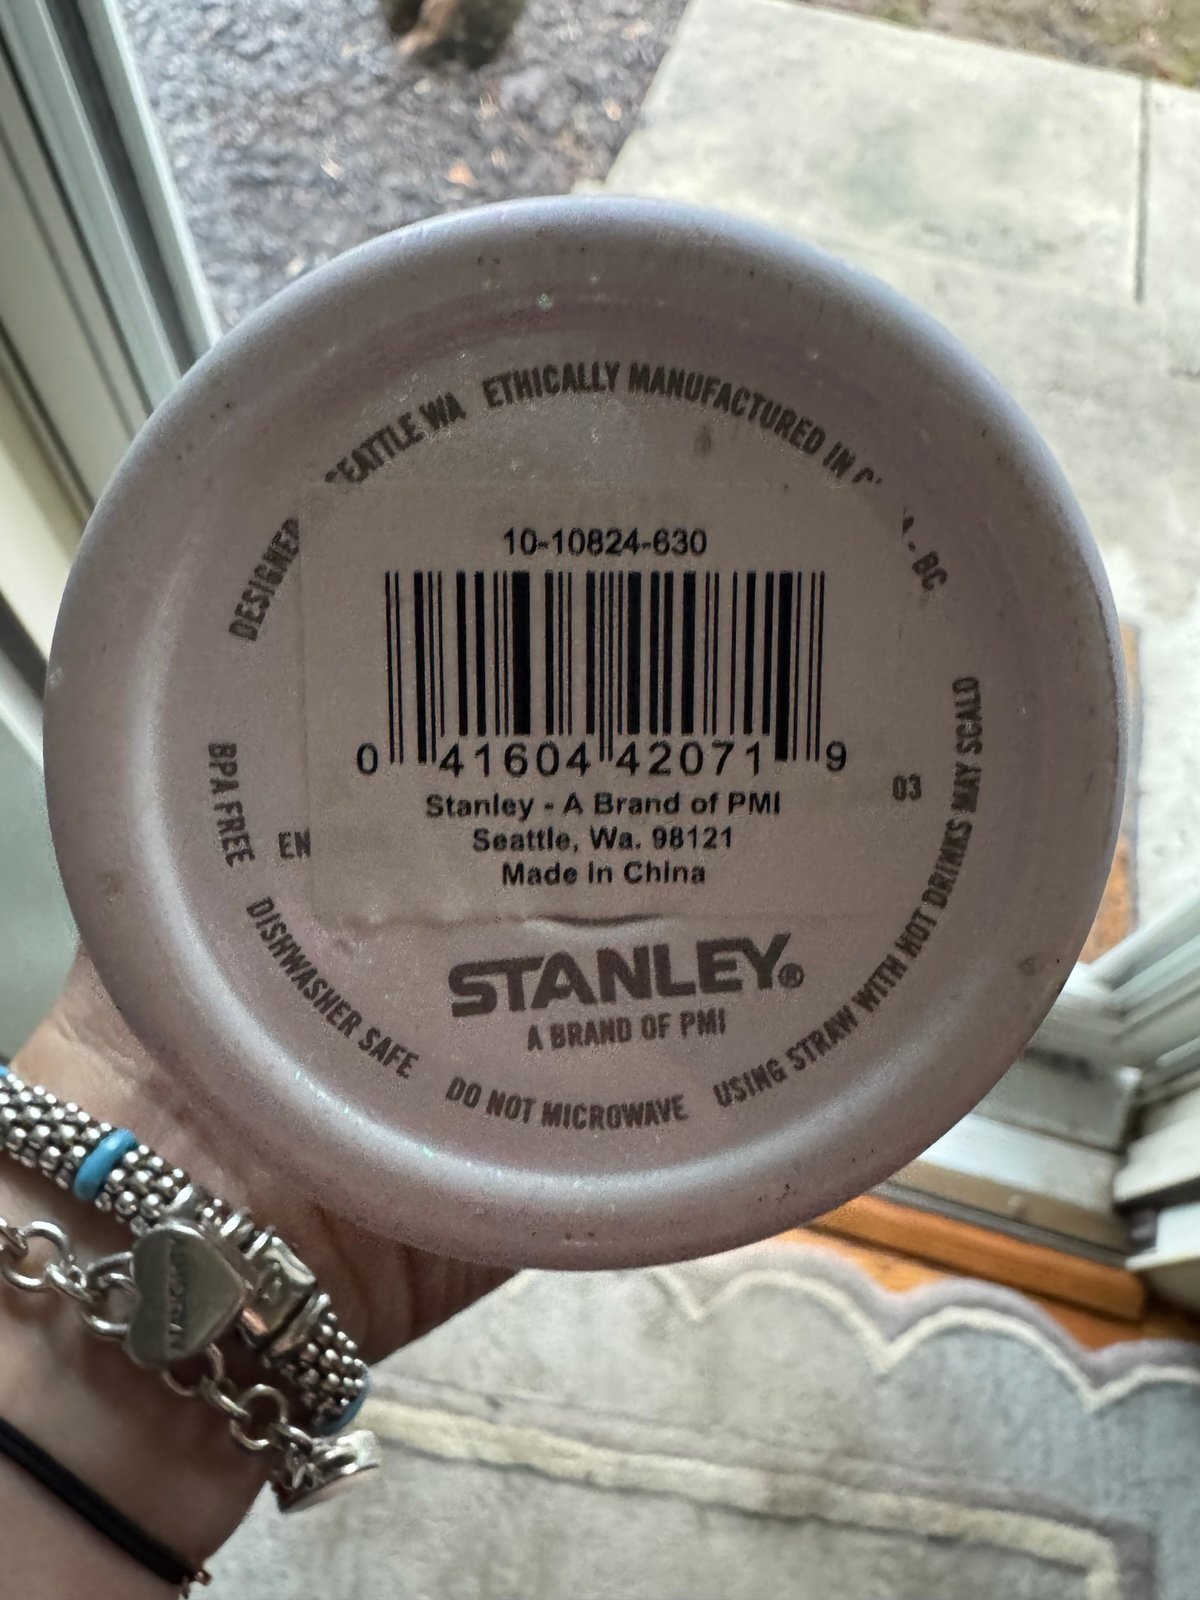 DESIGNED SEATTLE WA ETHICALLY MANUFACTURED IN - BC
10-10824-630
0 41604 42071 9
Stanley - A Brand of PMI
Seattle, Wa. 98121
Made in China
03
EN
STANLEY®
A BRAND OF PMI
BPA FREE DISHWASHER SAFE DO NOT MICROWAVE USING STRAW WITH HOT DRINKS MAY SCALD